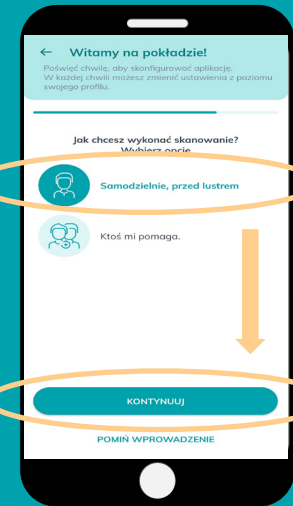 Witamy na pokładzie!
Poświęć chwilę, aby skonfigurować aplikację.
W każdej chwili możesz zmienić ustawienia z poziomu
swojego profilu.
Jak chcesz wykonać skanowanie?
Wybierz opcję
Samodzielnie, przed lustrem
Ktoś mi pomaga.
KONTYNUUJ
POMIŃ WPROWADZENIE